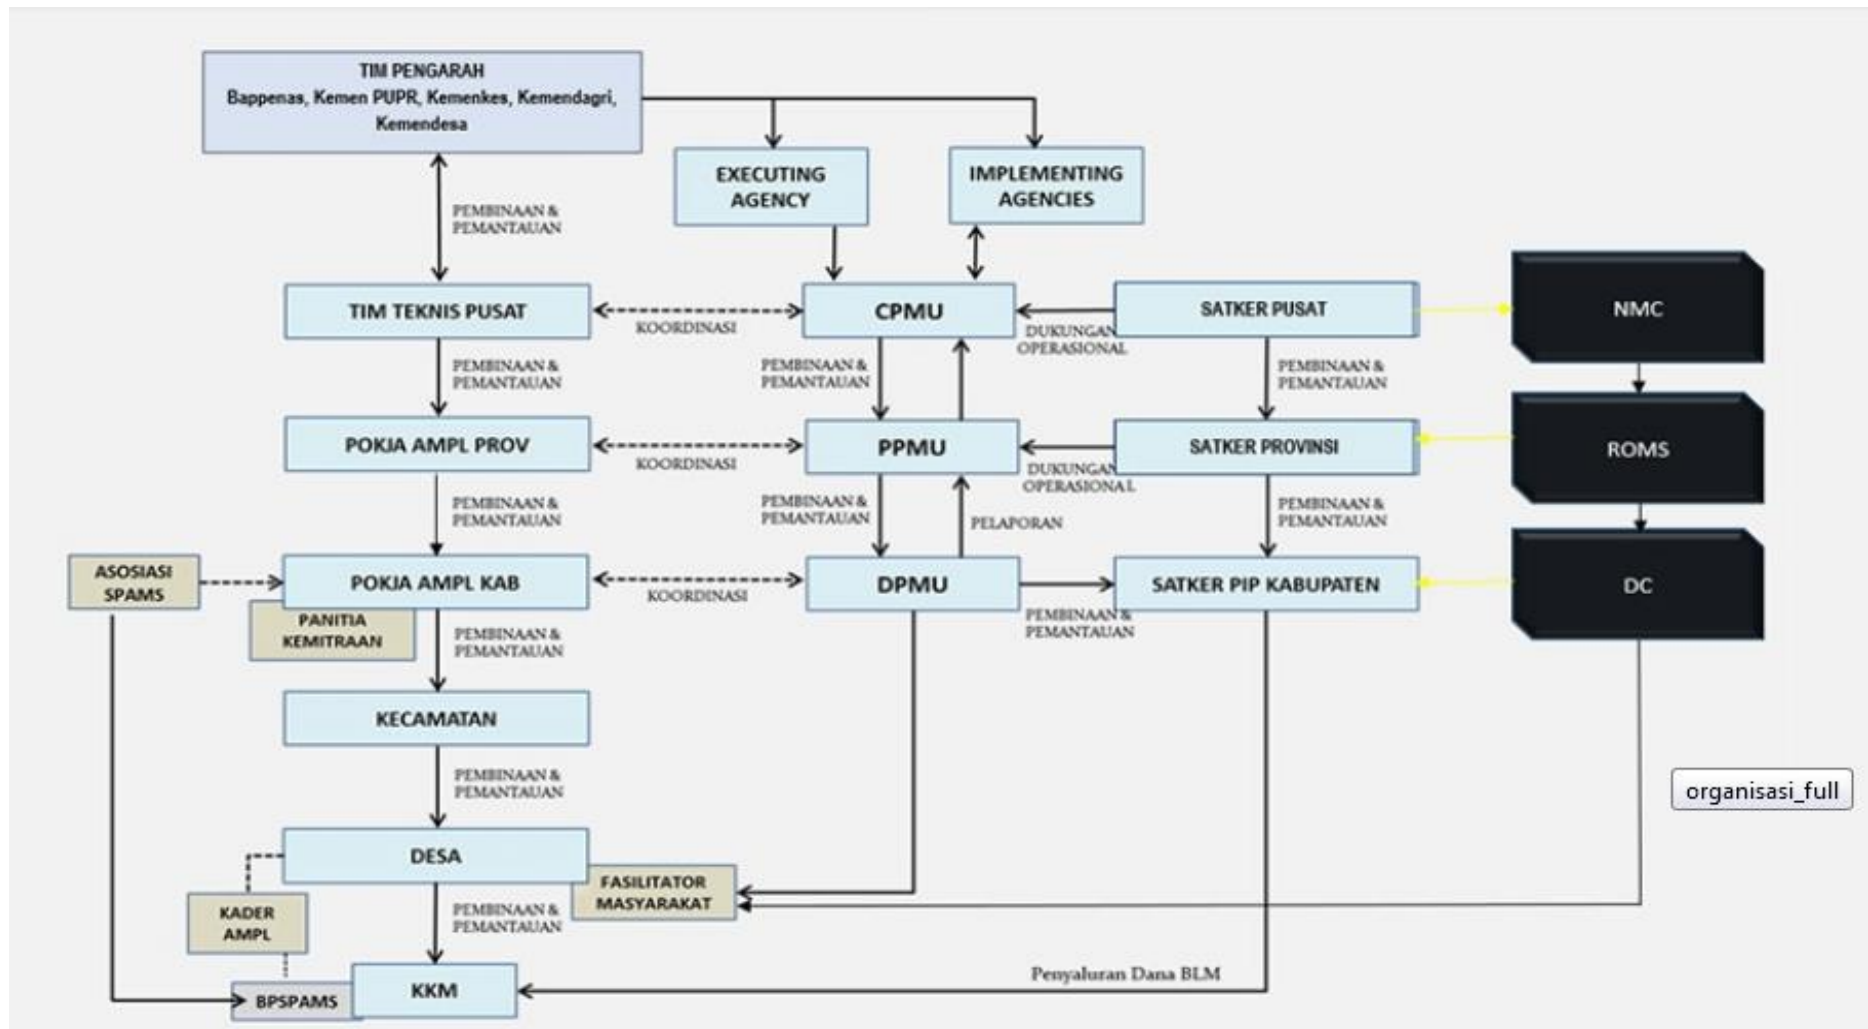 TIM PENGARAH
Bappenas, Kemen PUPR, Kemenkes, Kemendagri,
Kemendesa
EXECUTING
AGENCY
IMPLEMENTING
AGENCIES
PEMBINAAN &
PEMANTAUAN
TIM TEKNIS PUSAT
KOORDINASI
CPMU
DUKUNGAN
OPERASIONAL
SATKER PUSAT
NMC
PEMBINAAN &
PEMANTAUAN
PEMBINAAN &
PEMANTAUAN
PEMBINAAN &
PEMANTAUAN
POKJA AMPL PROV
KOORDINASI
PPMU
DUKUNGAN
OPERASIONAL
SATKER PROVINSI
ROMS
PEMBINAAN &
PEMANTAUAN
PEMBINAAN &
PEMANTAUAN
PELAPORAN
PEMBINAAN &
PEMANTAUAN
ASOSIASI
SPAMS
POKJA AMPL KAB
KOORDINASI
DPMU
PEMBINAAN &
PEMANTAUAN
SATKER PIP KABUPATEN
DC
PANITIA
KEMITRAAN
PEMBINAAN &
PEMANTAUAN
KECAMATAN
PEMBINAAN &
PEMANTAUAN
organisasi_full
DESA
FASILITATOR
MASYARAKAT
KADER
AMPL
PEMBINAAN &
PEMANTAUAN
BPSPAMS
KKM
Penyaluran Dana BLM